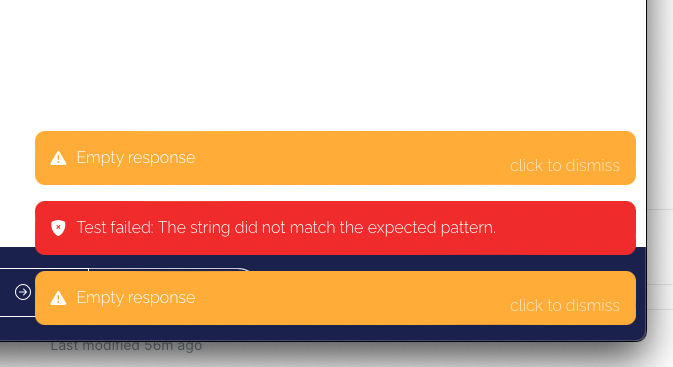 Empty response
click to dismiss
Test failed: The string did not match the expected pattern.
Empty response
click to dismiss
Last modified 56m ago